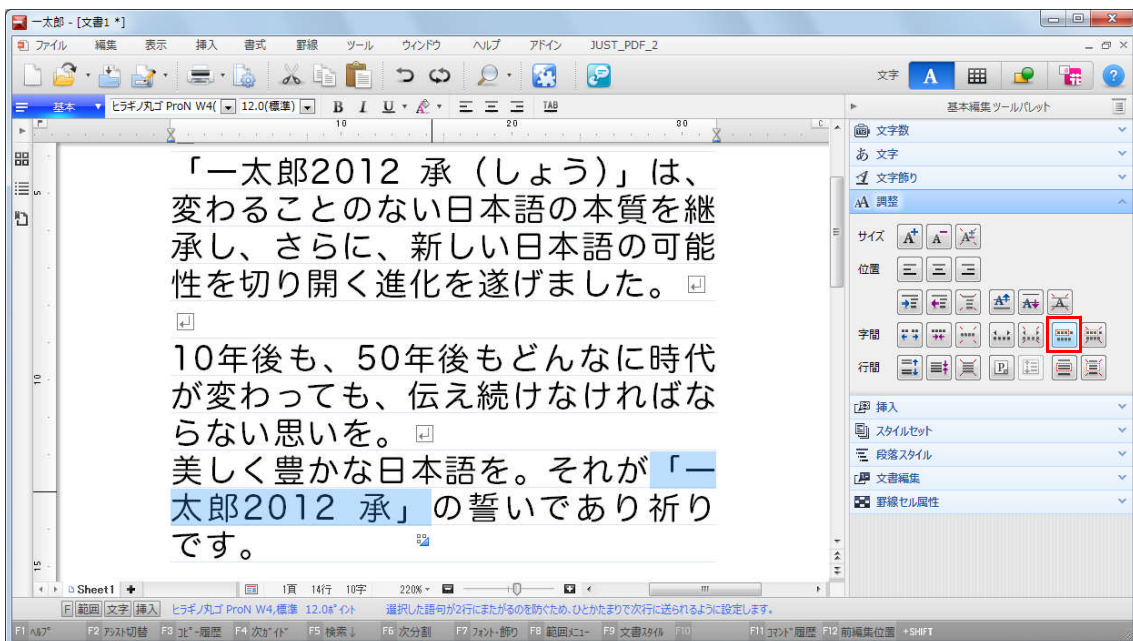 一太郎 - [文書1 *]
ファイル 編集 表示 挿入 書式 罫線 ツール ウィンドウ ヘルプ アドイン JUST_PDF_2
文字 A
基本 ヒラギノ丸ゴ ProN W4( 12.0(標準) B I U TAB
基本編集 ツールパレット
10 20 30
「一太郎2012 承（しょう）」は、
変わることのない日本語の本質を継
承し、さらに、新しい日本語の可能
性を切り開く進化を遂げました。
10年後も、50年後もどんなに時代
が変わっても、伝え続けなければな
らない思いを。
美しく豊かな日本語を。それが「一
太郎2012 承」の誓いであり祈り
です。
文字数
あ 文字
文字飾り
AA 調整
サイズ
位置
字間
行間
挿入
スタイルセット
段落スタイル
文書編集
罫線セル属性
5
10
15
Sheet1 1頁 14行 10字 220%
F 範囲 文字 挿入 ヒラギノ丸ゴ ProN W4,標準 12.0ﾎﾟｲﾝﾄ 選択した語句が2行にまたがるのを防ぐため、ひとかたまりで次行に送られるように設定します。
F1 ﾍﾙﾌﾟ F2 ｱｼｽﾄ切替 F3 ｺﾋﾟｰ履歴 F4 次ｶﾞｲﾄﾞ F5 検索↓ F6 次分割 F7 ﾌｫﾝﾄ・飾り F8 範囲ﾒﾆｭｰ F9 文書ｽﾀｲﾙ F10 F11 ｺﾏﾝﾄﾞ履歴 F12 前編集位置 +SHIFT